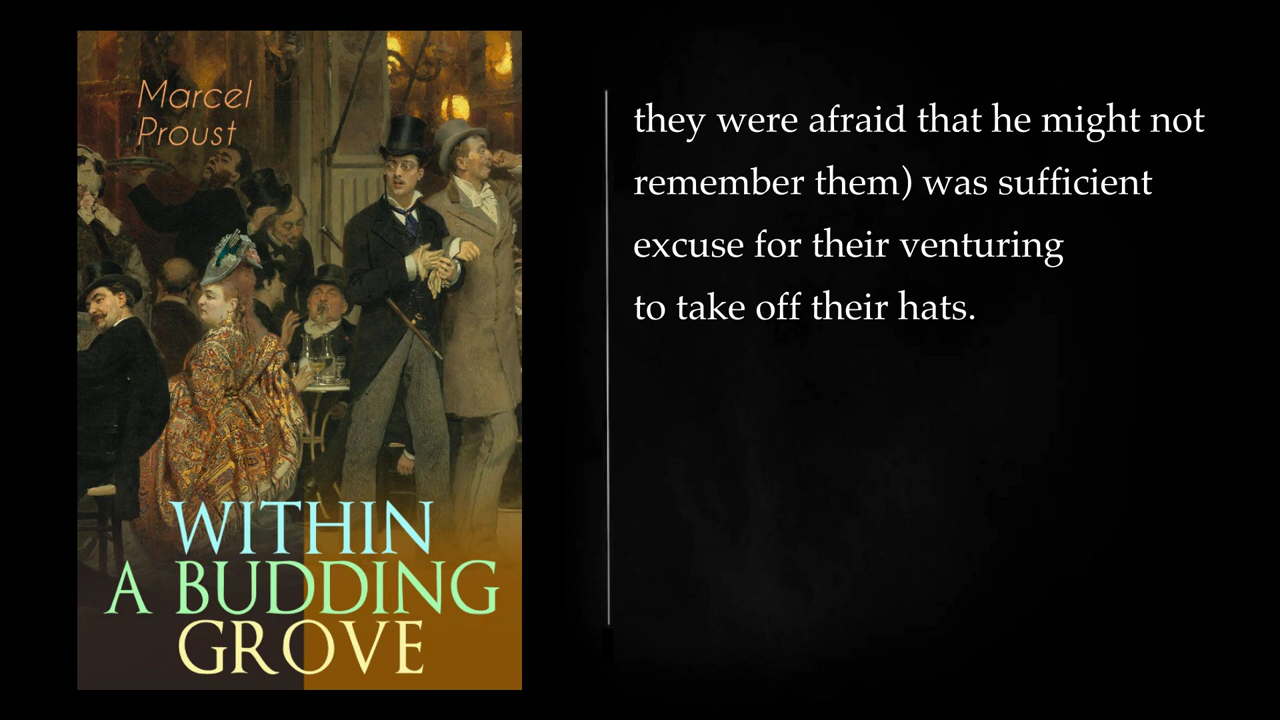 Marcel
Proust
WITHIN
A BUDDING
GROVE
they were afraid that he might not
remember them) was sufficient
excuse for their venturing
to take off their hats.